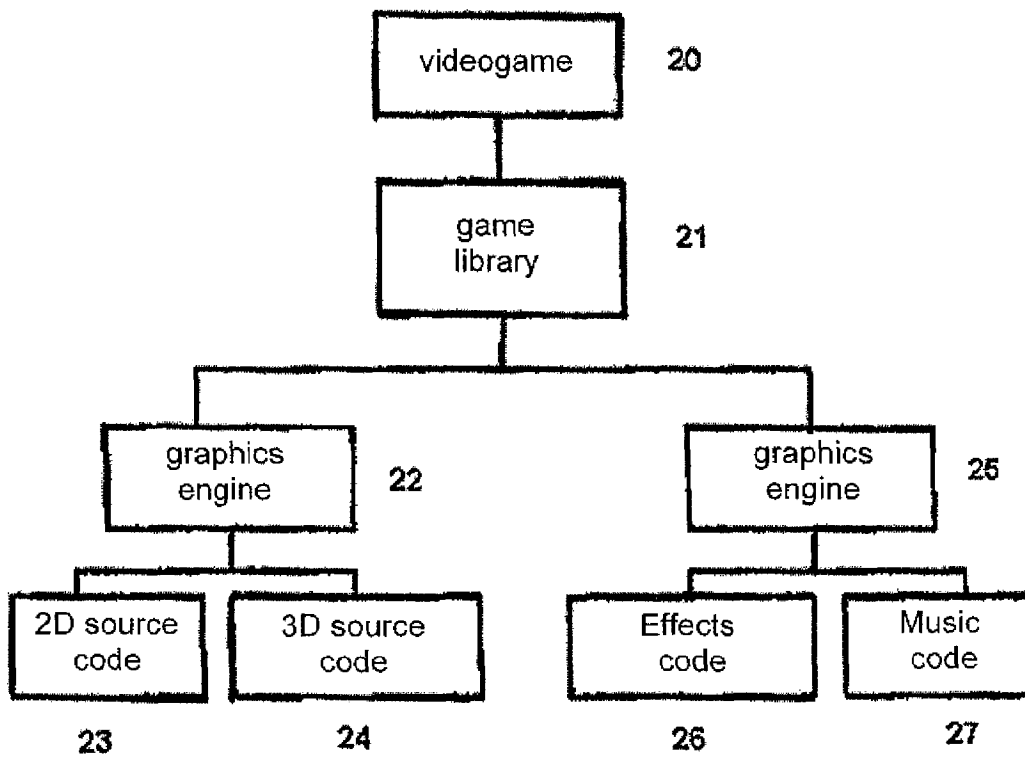 videogame
20
game
library
21
graphics
engine
22
graphics
engine
25
2D source
code
3D source
code
Effects
code
Music
code
23
24
26
27